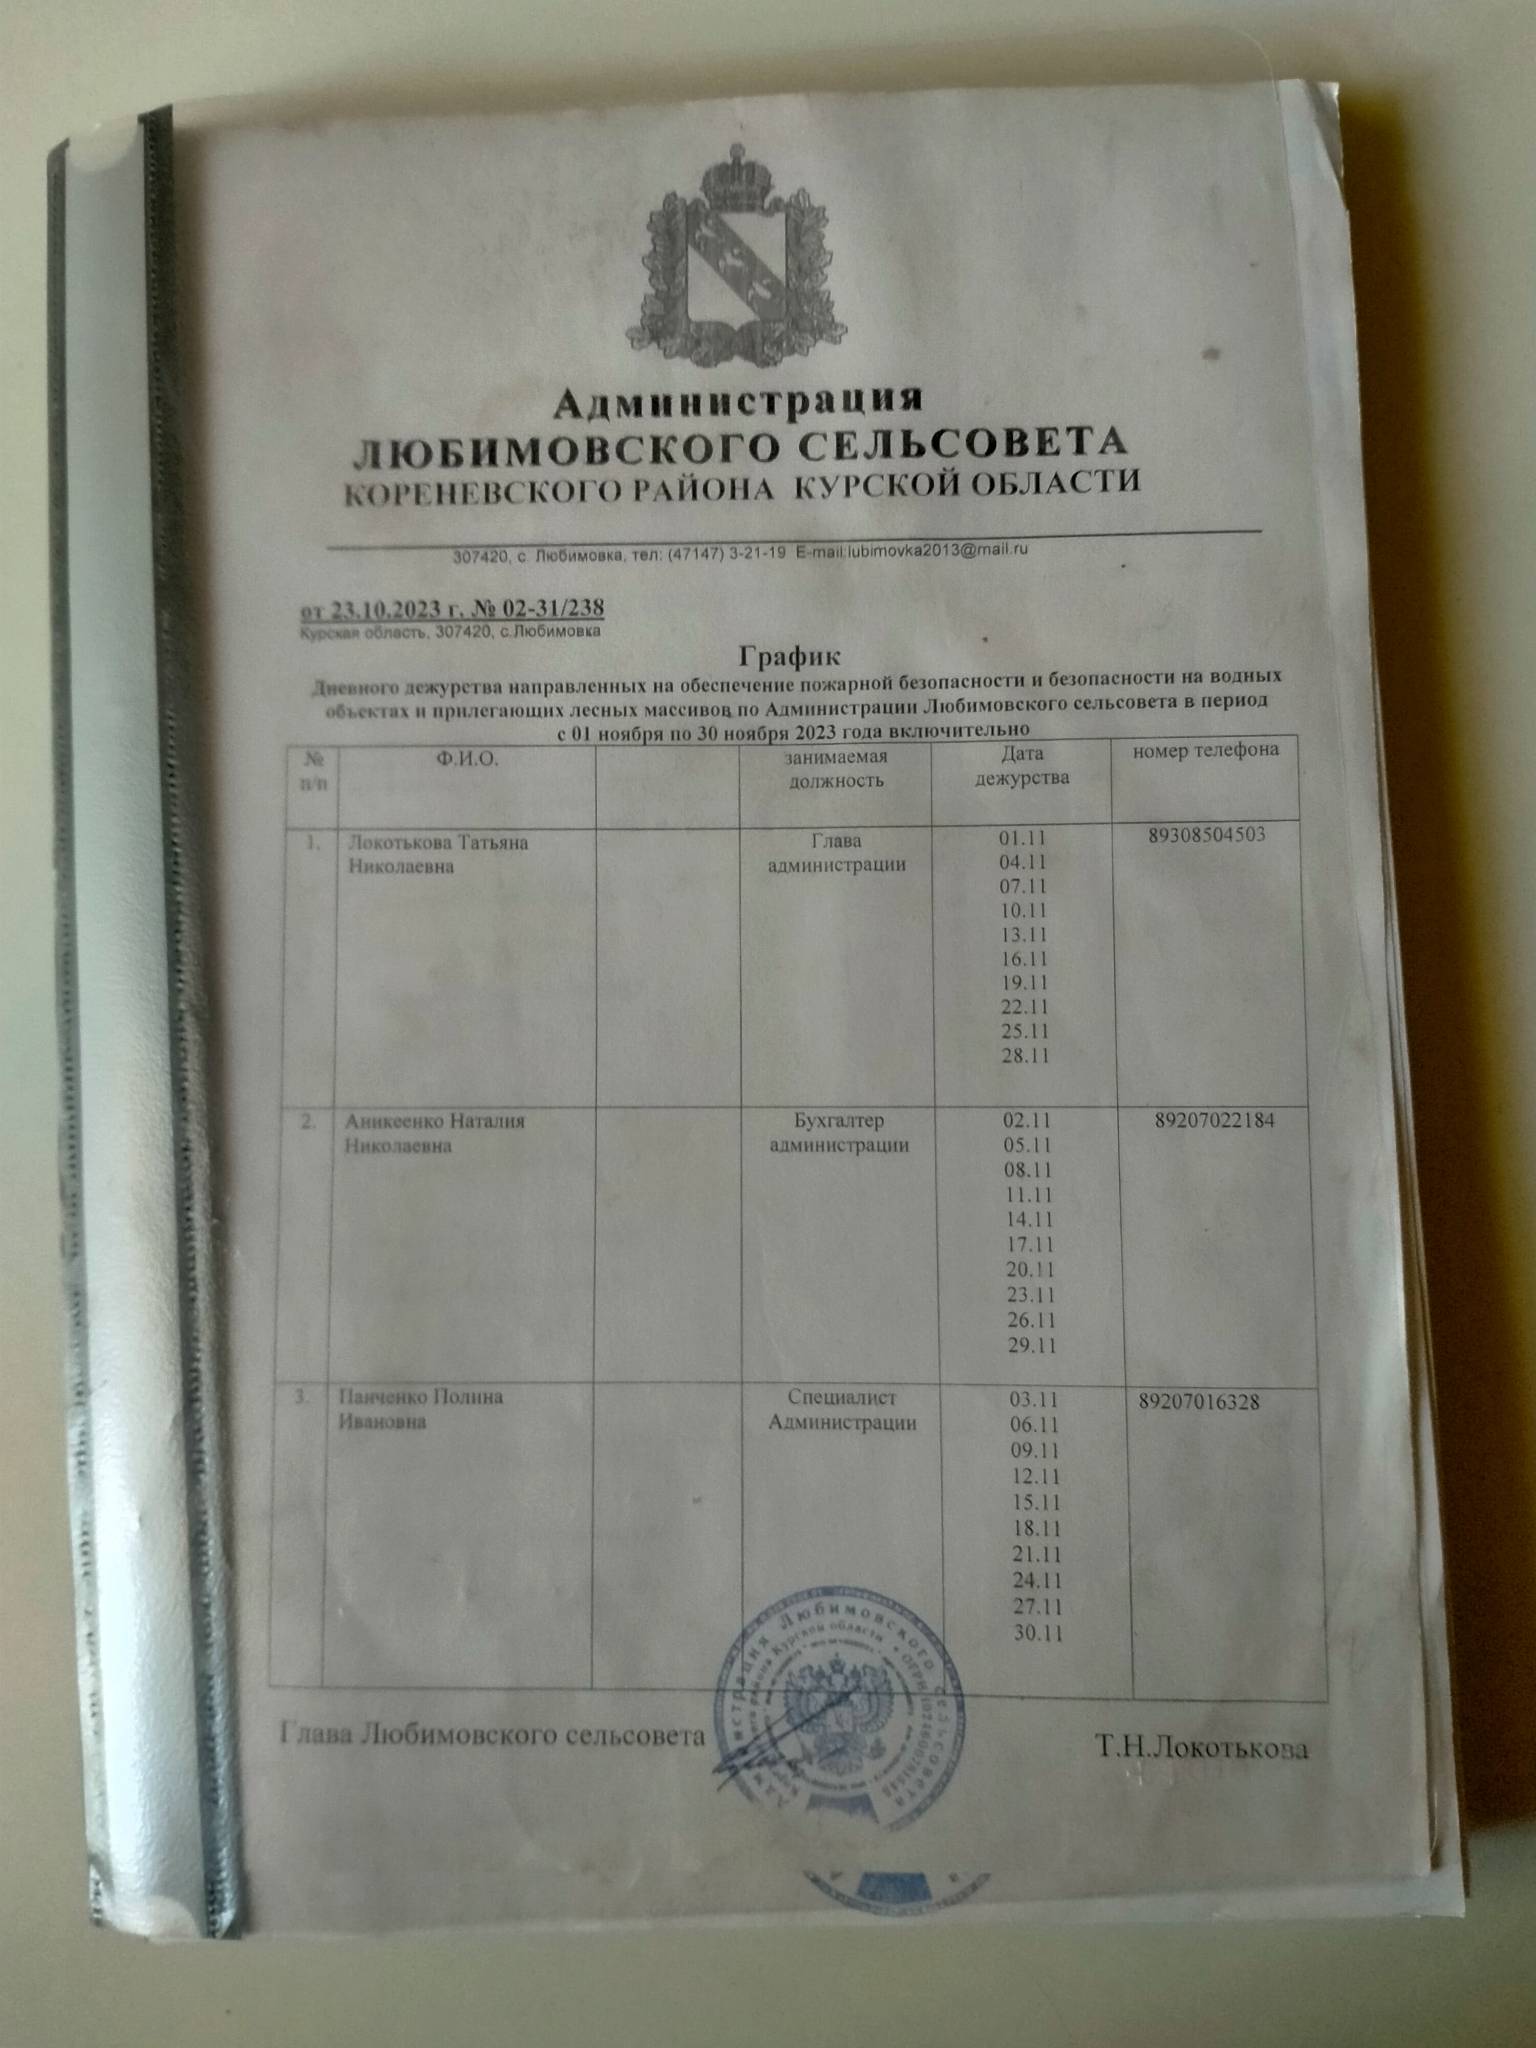 Администрация
ЛЮБИМОВСКОГО СЕЛЬСОВЕТА
КОРЕНЕВСКОГО РАЙОНА КУРСКОЙ ОБЛАСТИ
307420, с. Любимовка, тел: (47147) 3-21-19 E-mail:lubimovka2013@mail.ru
от 23.10.2023 г. № 02-31/238
Курская область, 307420, с.Любимовка
График
Дневного дежурства направленных на обеспечение пожарной безопасности и безопасности на водных
объектах и прилегающих лесных массивов по Администрации Любимовского сельсовета в период
с 01 ноября по 30 ноября 2023 года включительно
№ п/п Ф.И.О. занимаемая должность Дата дежурства номер телефона
1. Локотькова Татьяна Глава 01.11 89308504503
Николаевна администрации 04.11
07.11
10.11
13.11
16.11
19.11
22.11
25.11
28.11
2. Аникеенко Наталия Бухгалтер 02.11 89207022184
Николаевна администрации 05.11
08.11
11.11
14.11
17.11
20.11
23.11
26.11
29.11
3. Панченко Полина Специалист 03.11 89207016328
Ивановна Администрации 06.11
09.11
12.11
15.11
18.11
21.11
24.11
27.11
30.11
Глава Любимовского сельсовета Т.Н.Локотькова
Любимовского сельсовета
района Курской области